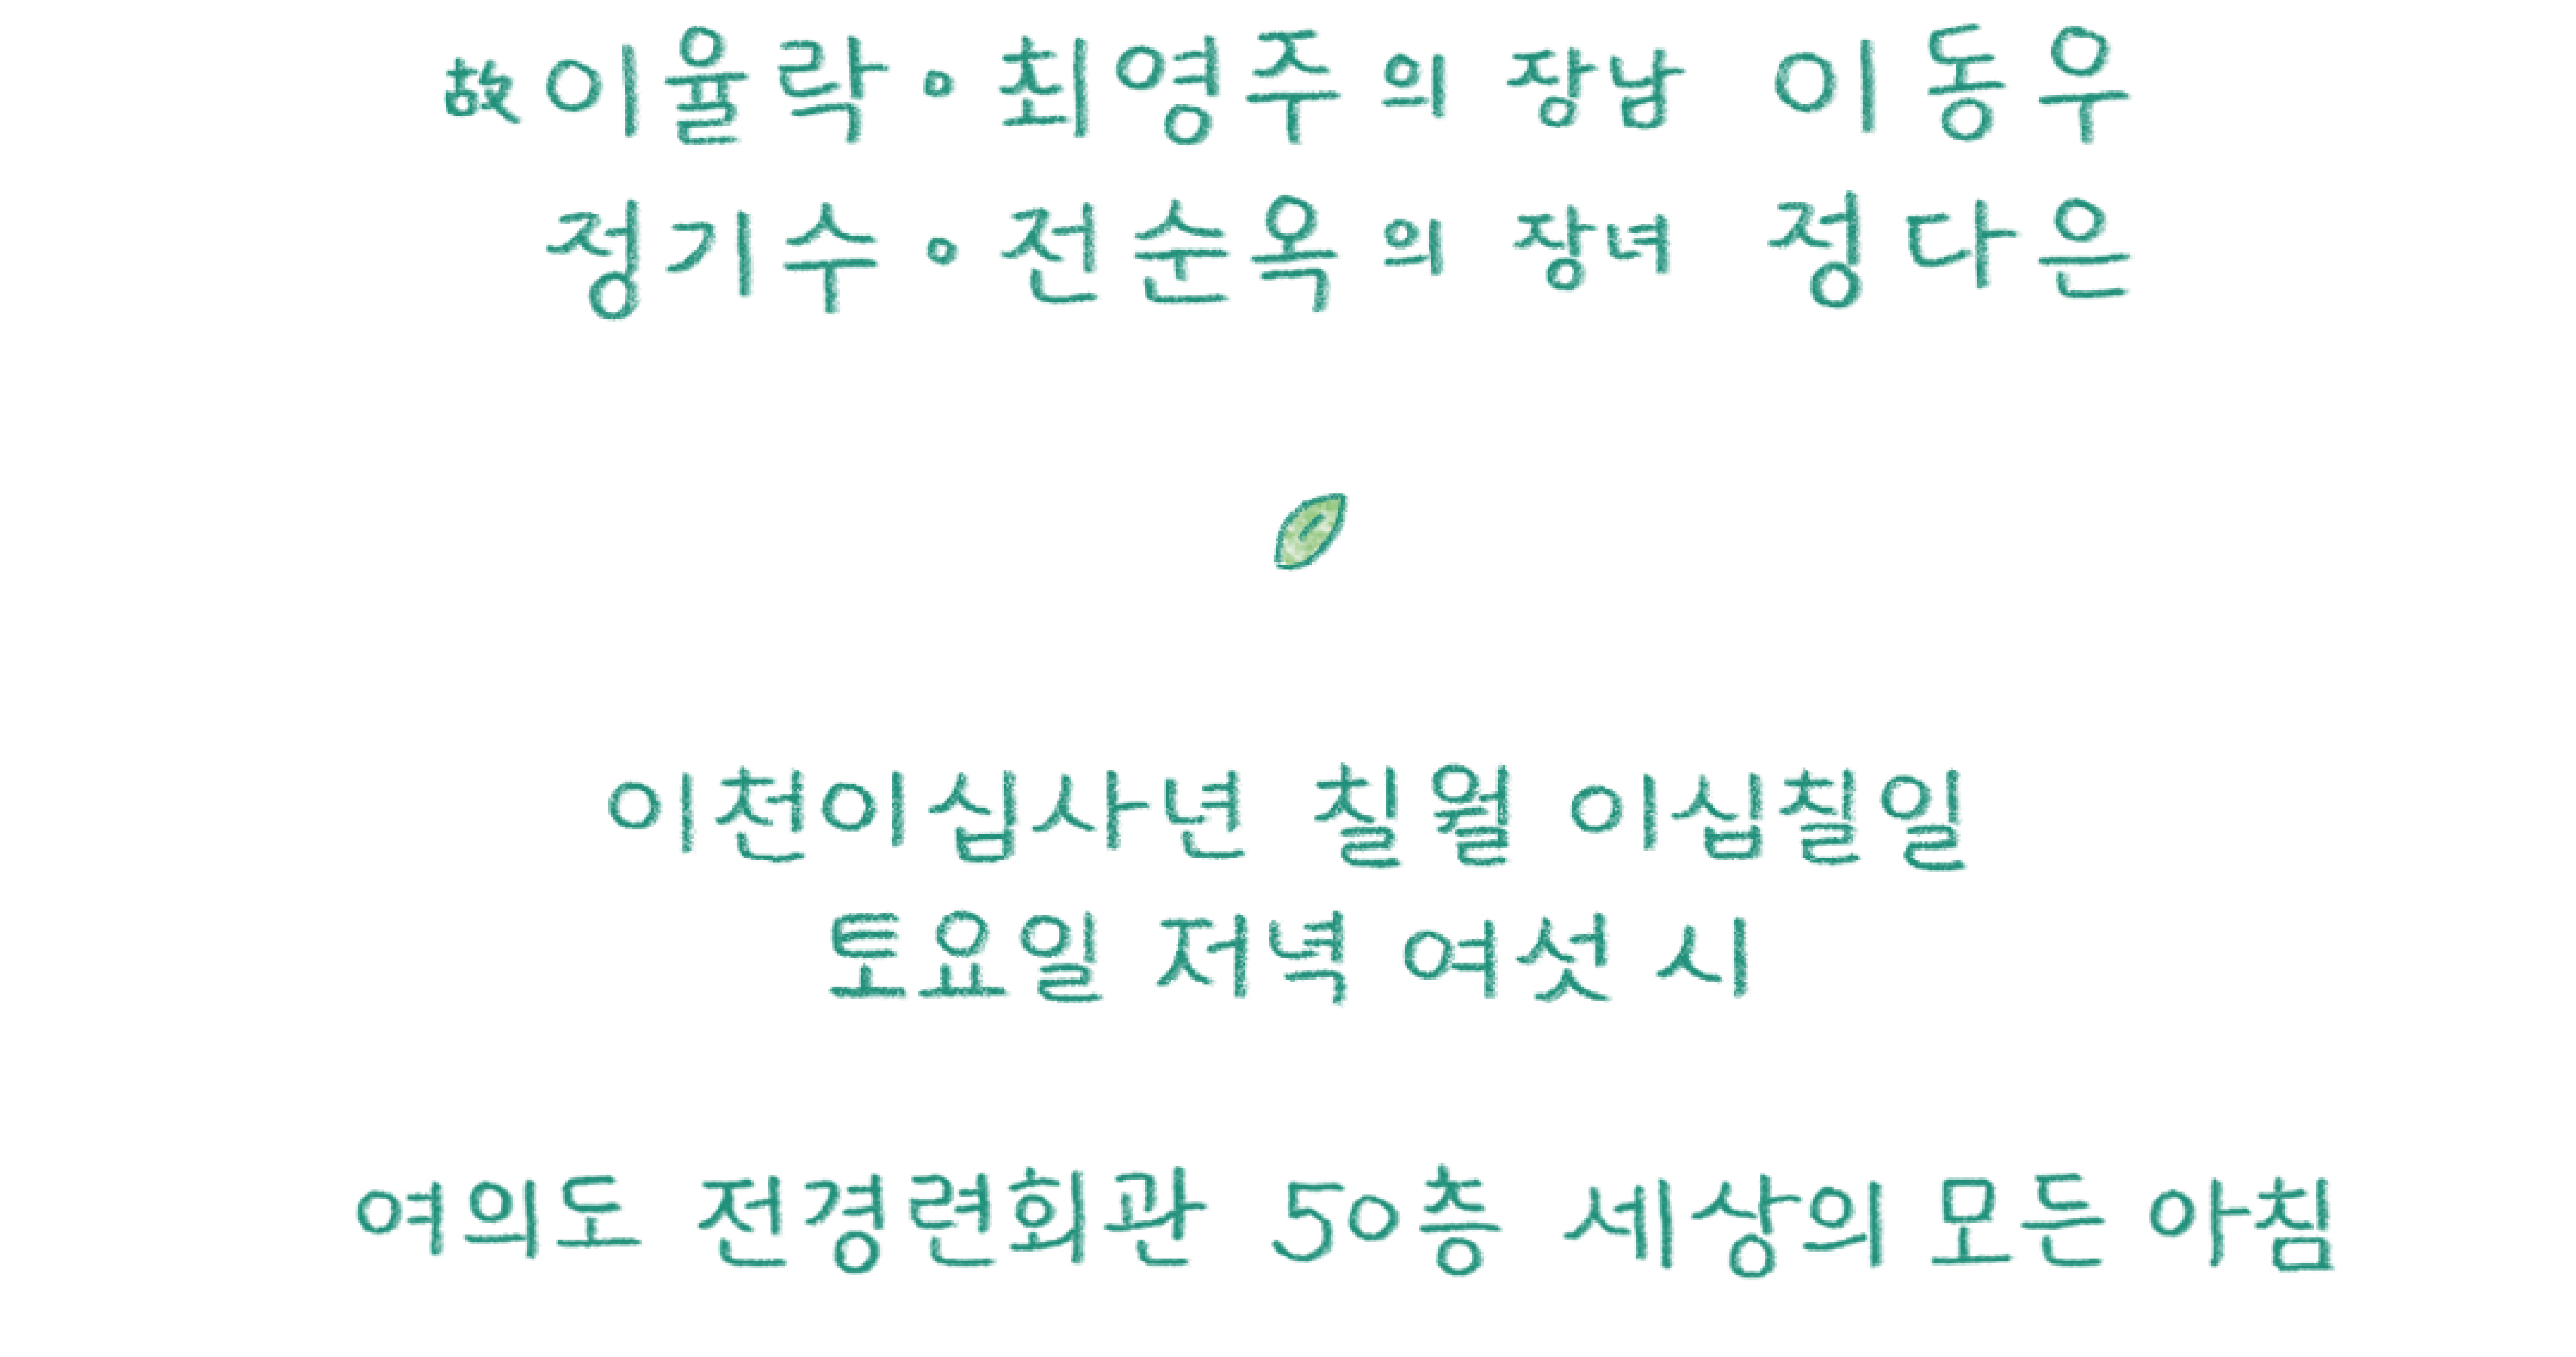 故이율락·최영주의 장남 이동우
정기수·전순옥의 장녀 정다은
이천이십사년 칠월 이십칠일
토요일 저녁 여섯 시
여의도 전경련회관 50층 세상의 모든 아침